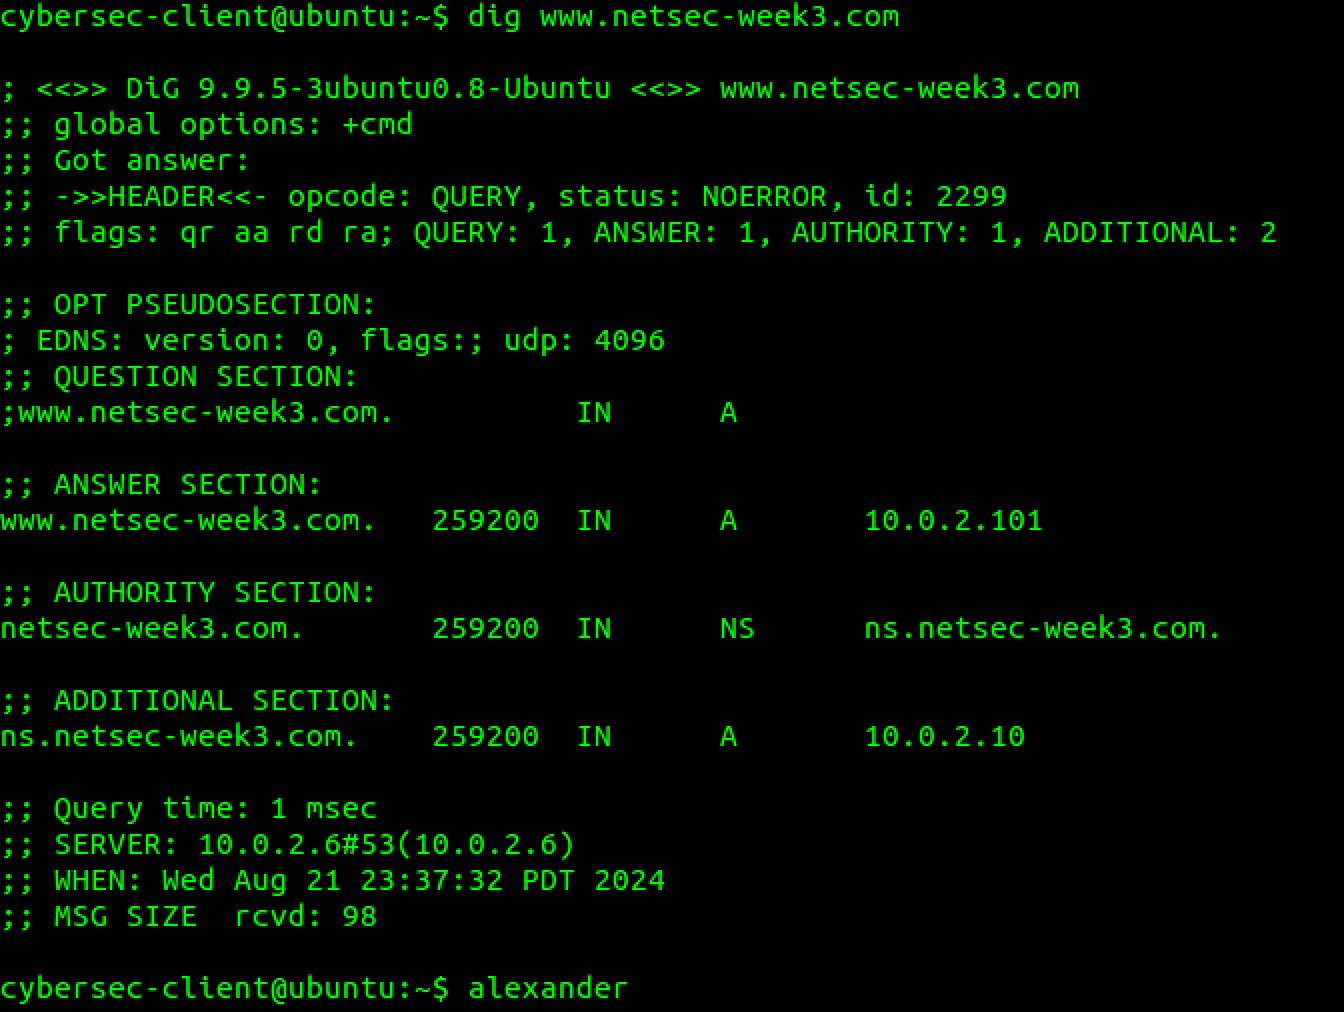 cybersec-client@ubuntu:~$ dig www.netsec-week3.com
; <<>> DiG 9.9.5-3ubuntu0.8-Ubuntu <<>> www.netsec-week3.com
;; global options: +cmd
;; Got answer:
;; ->>HEADER<<- opcode: QUERY, status: NOERROR, id: 2299
;; flags: qr aa rd ra; QUERY: 1, ANSWER: 1, AUTHORITY: 1, ADDITIONAL: 2
;; OPT PSEUDOSECTION:
; EDNS: version: 0, flags:; udp: 4096
;; QUESTION SECTION:
;www.netsec-week3.com. IN A
;; ANSWER SECTION:
www.netsec-week3.com. 259200 IN A 10.0.2.101
;; AUTHORITY SECTION:
netsec-week3.com. 259200 IN NS ns.netsec-week3.com.
;; ADDITIONAL SECTION:
ns.netsec-week3.com. 259200 IN A 10.0.2.10
;; Query time: 1 msec
;; SERVER: 10.0.2.6#53(10.0.2.6)
;; WHEN: Wed Aug 21 23:37:32 PDT 2024
;; MSG SIZE  rcvd: 98
cybersec-client@ubuntu:~$ alexander